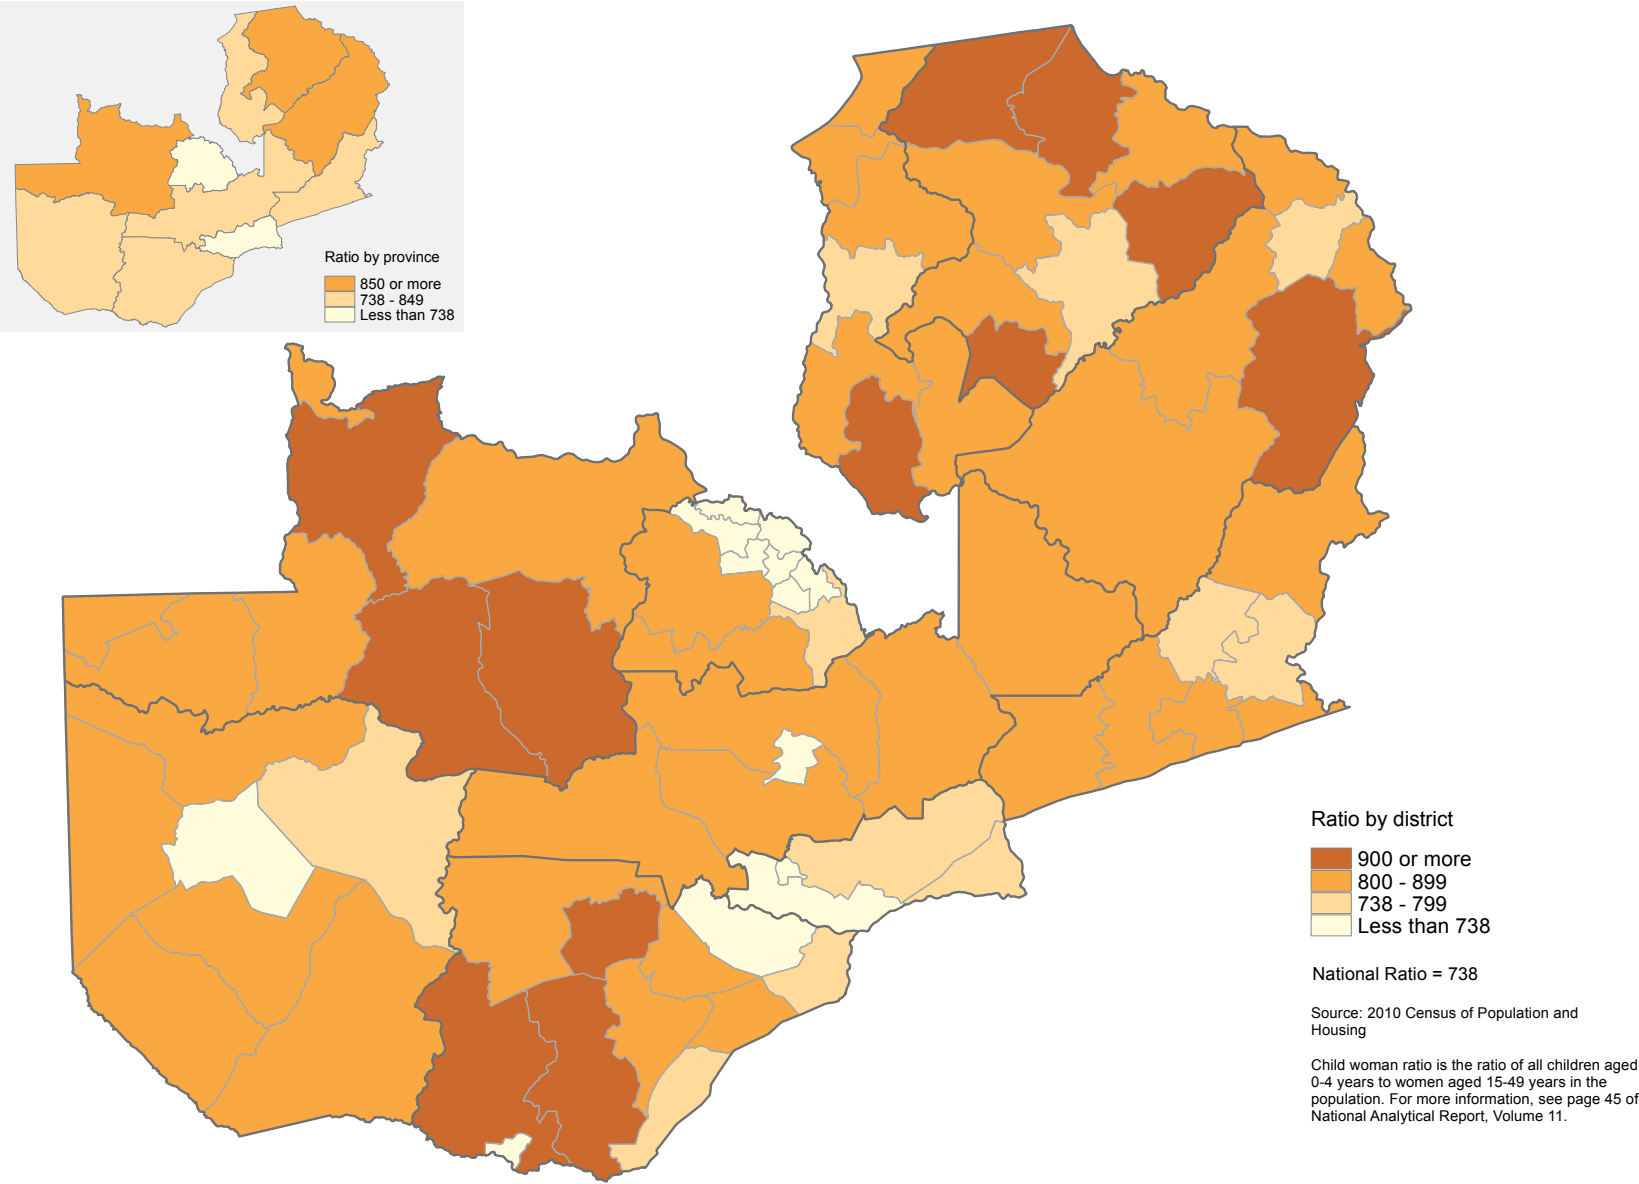 Ratio by province
850 or more
738 - 849
Less than 738
Ratio by district
900 or more
800 - 899
738 - 799
Less than 738
National Ratio = 738
Source: 2010 Census of Population and
Housing
Child woman ratio is the ratio of all children aged
0-4 years to women aged 15-49 years in the
population. For more information, see page 45 of
National Analytical Report, Volume 11.